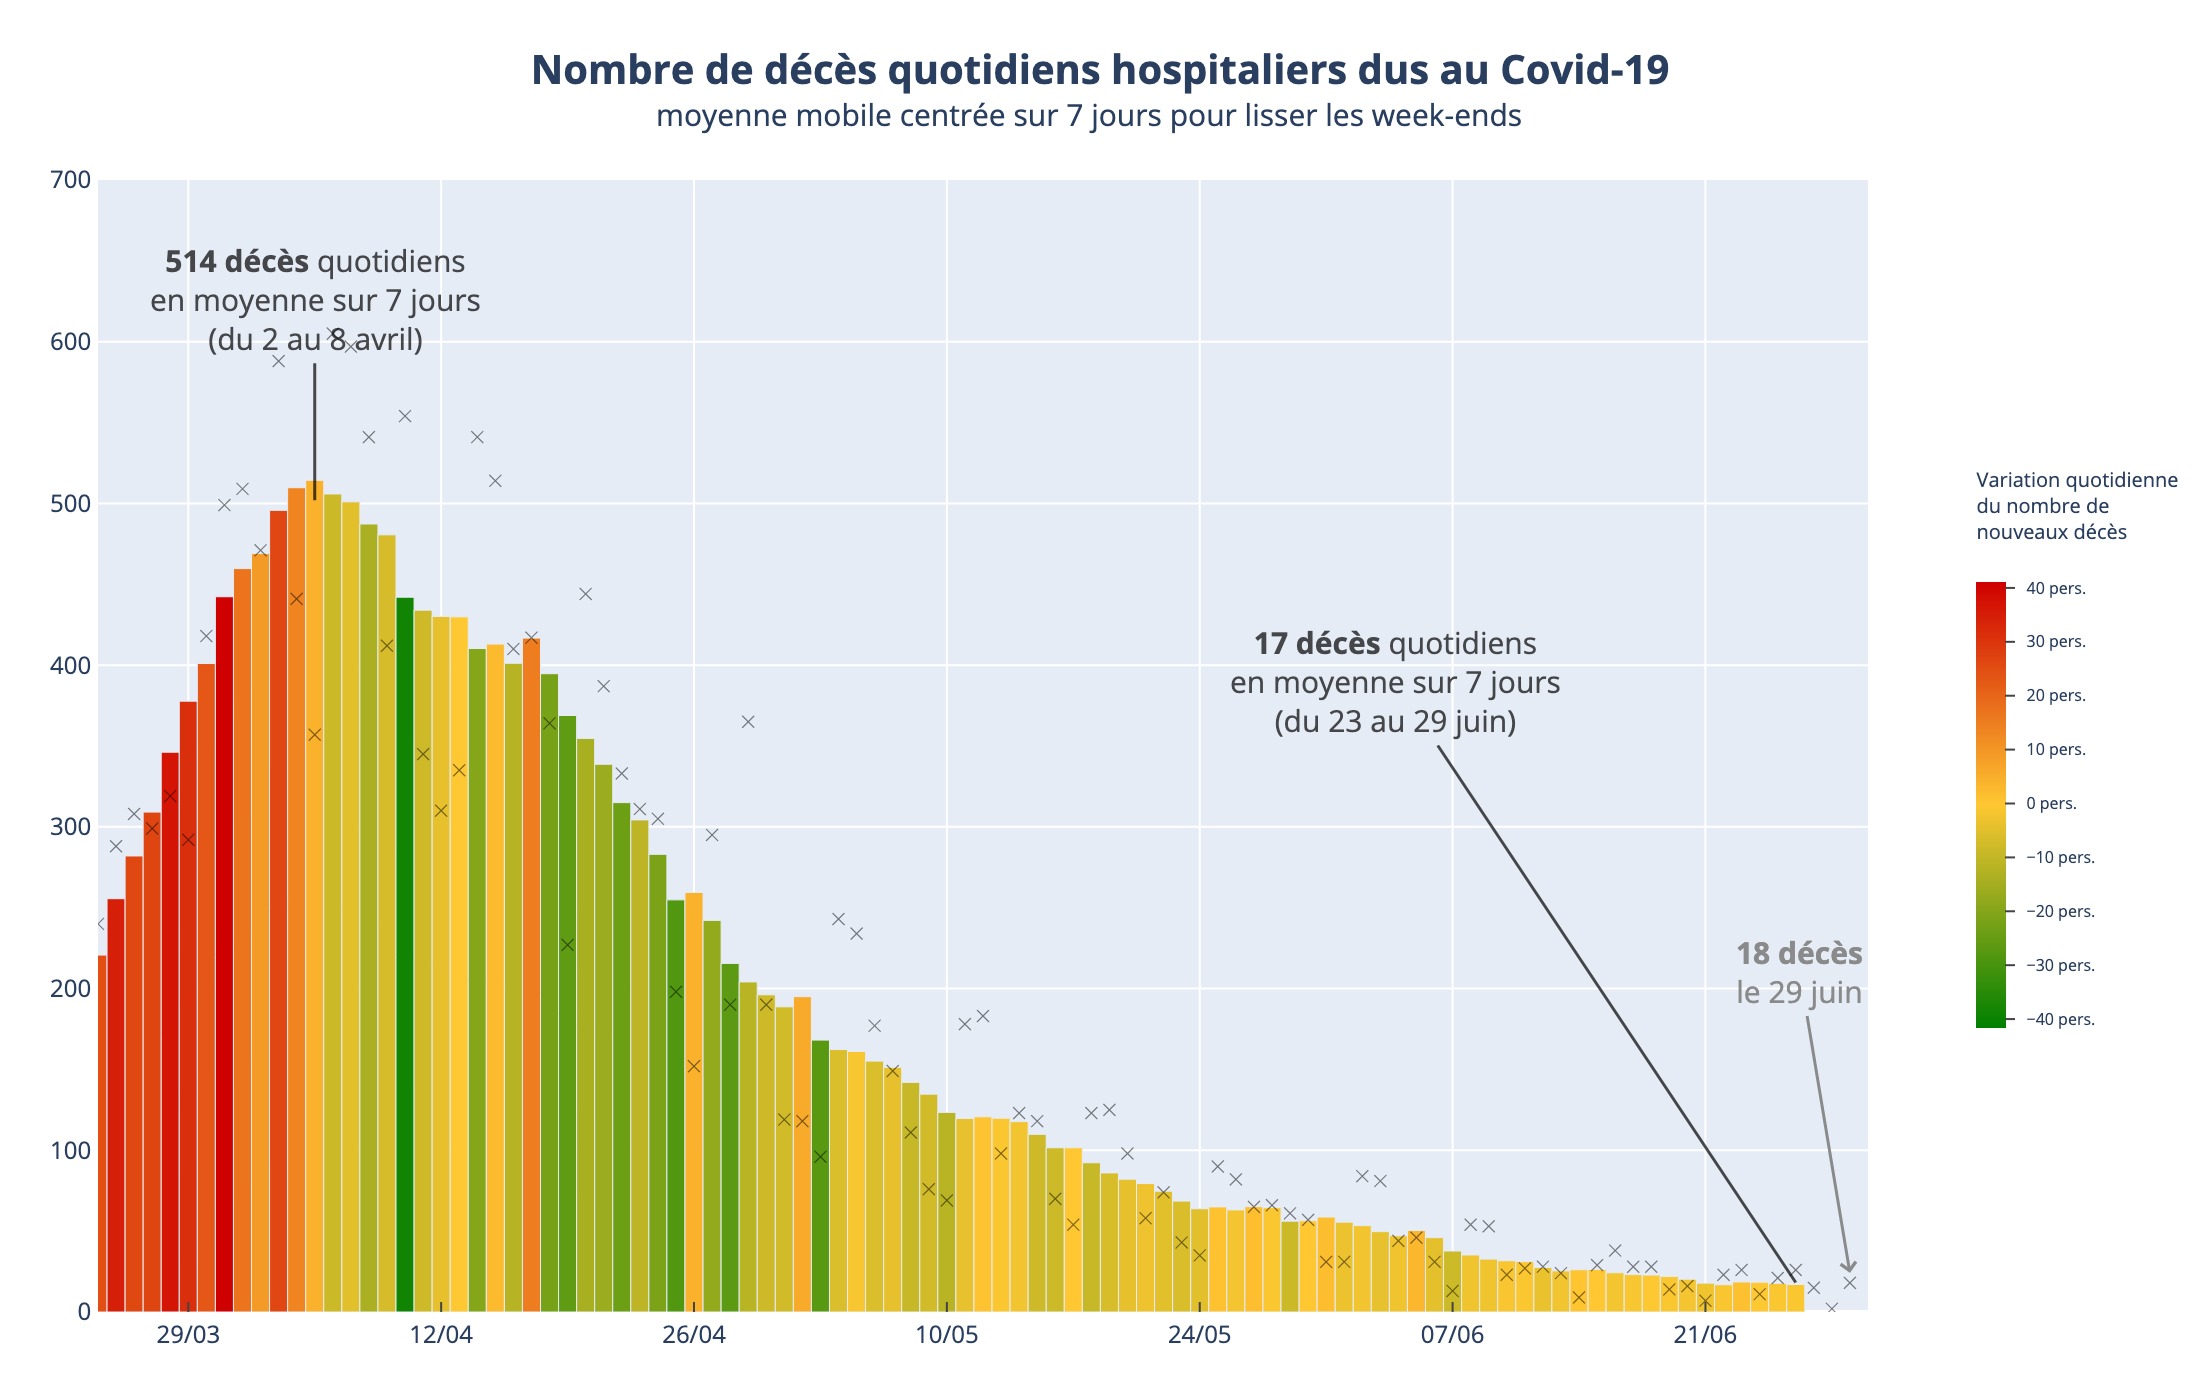 Nombre de décès quotidiens hospitaliers dus au Covid-19
moyenne mobile centrée sur 7 jours pour lisser les week-ends
700
600
500
400
300
200
100
0
514 décès quotidiens
en moyenne sur 7 jours
(du 2 au 8 avril)
17 décès quotidiens
en moyenne sur 7 jours
(du 23 au 29 juin)
18 décès
le 29 juin
29/03
12/04
26/04
10/05
24/05
07/06
21/06
Variation quotidienne
du nombre de
nouveaux décès
40 pers.
30 pers.
20 pers.
10 pers.
0 pers.
−10 pers.
−20 pers.
−30 pers.
−40 pers.